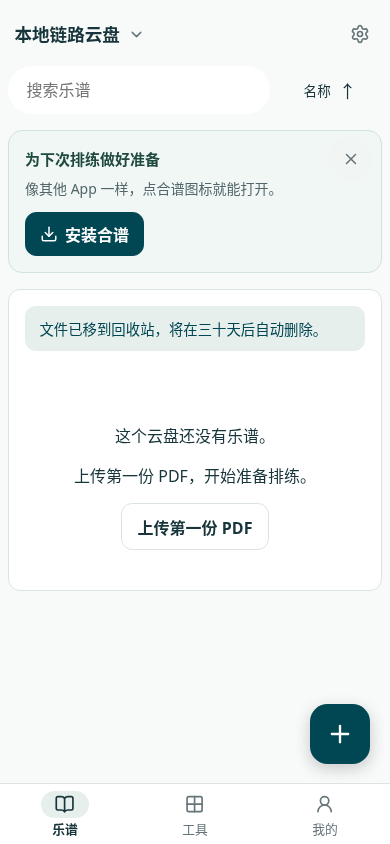 本地链路云盘
搜索乐谱
名称
为下次排练做好准备
像其他 App 一样，点合谱图标就能打开。
安装合谱
文件已移到回收站，将在三十天后自动删除。
这个云盘还没有乐谱。
上传第一份 PDF，开始准备排练。
上传第一份 PDF
乐谱
工具
我的